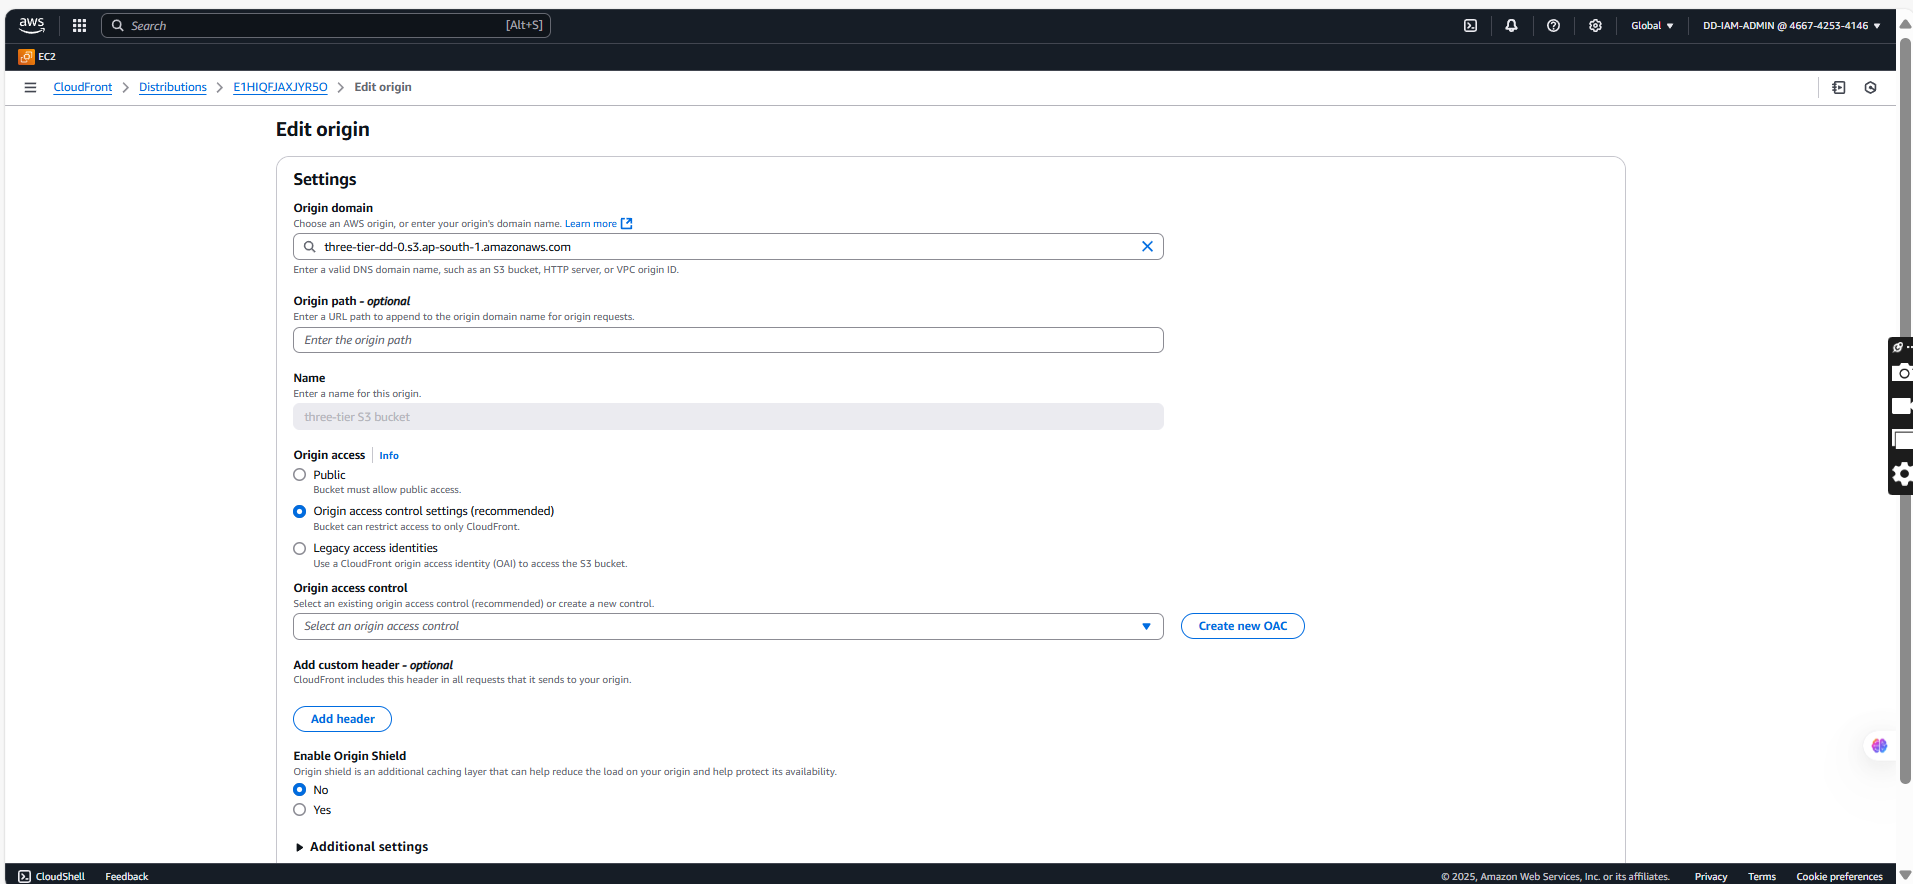 aws
Search [Alt+S]
Global
DD-IAM-ADMIN @ 4667-4253-4146
EC2
CloudFront
Distributions
E1HIQFJAXJYR5O
Edit origin
Edit origin
Settings
Origin domain
Choose an AWS origin, or enter your origin's domain name. Learn more
three-tier-dd-0.s3.ap-south-1.amazonaws.com
Enter a valid DNS domain name, such as an S3 bucket, HTTP server, or VPC origin ID.
Origin path - optional
Enter a URL path to append to the origin domain name for origin requests.
Enter the origin path
Name
Enter a name for this origin.
three-tier S3 bucket
Origin access Info
Public
Bucket must allow public access.
Origin access control settings (recommended)
Bucket can restrict access to only CloudFront.
Legacy access identities
Use a CloudFront origin access identity (OAI) to access the S3 bucket.
Origin access control
Select an existing origin access control (recommended) or create a new control.
Select an origin access control
Create new OAC
Add custom header - optional
CloudFront includes this header in all requests that it sends to your origin.
Add header
Enable Origin Shield
Origin shield is an additional caching layer that can help reduce the load on your origin and help protect its availability.
No
Yes
Additional settings
CloudShell
Feedback
© 2025, Amazon Web Services, Inc. or its affiliates.
Privacy
Terms
Cookie preferences